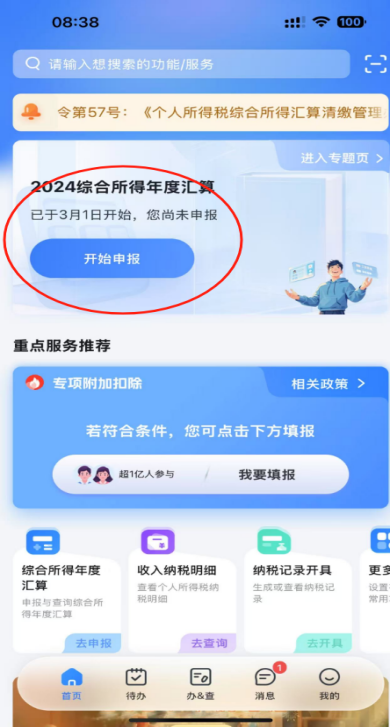 08:38
100
请输入想搜索的功能/服务
令第57号：《个人所得税综合所得汇算清缴管理
进入专题页 >
2024综合所得年度汇算
已于3月1日开始，您尚未申报
开始申报
重点服务推荐
专项附加扣除
相关政策 >
若符合条件，您可点击下方填报
超1亿人参与 / 我要填报
综合所得年度汇算
申报与查询综合所得年度汇算
去申报
收入纳税明细
查看个人所得税纳税明细
去查询
纳税记录开具
生成或查看纳税记录
去开具
更多
设置
常用
首页
待办
办&查
消息
1
我的